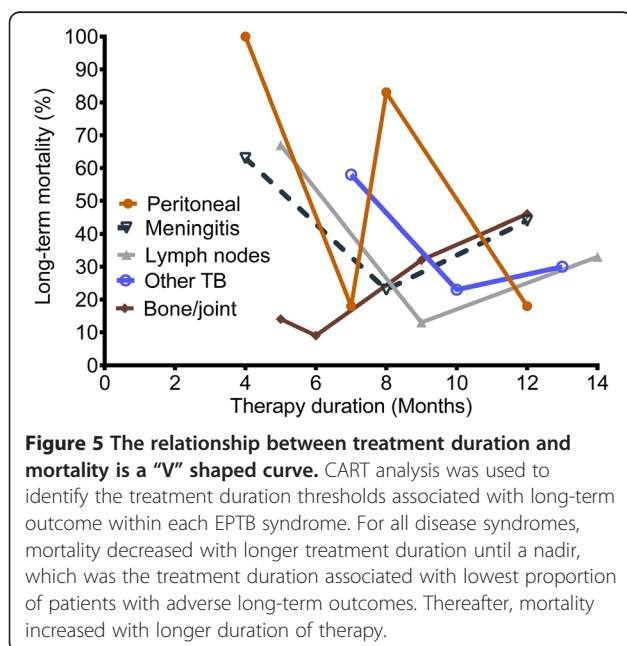 100
90
80
70
60
50
40
30
20
10
0
Long-term mortality (%)
Peritoneal
Meningitis
Lymph nodes
Other TB
Bone/joint
0 2 4 6 8 10 12 14
Therapy duration (Months)
Figure 5 The relationship between treatment duration and
mortality is a “V” shaped curve. CART analysis was used to
identify the treatment duration thresholds associated with long-term
outcome within each EPTB syndrome. For all disease syndromes,
mortality decreased with longer treatment duration until a nadir,
which was the treatment duration associated with lowest proportion
of patients with adverse long-term outcomes. Thereafter, mortality
increased with longer duration of therapy.